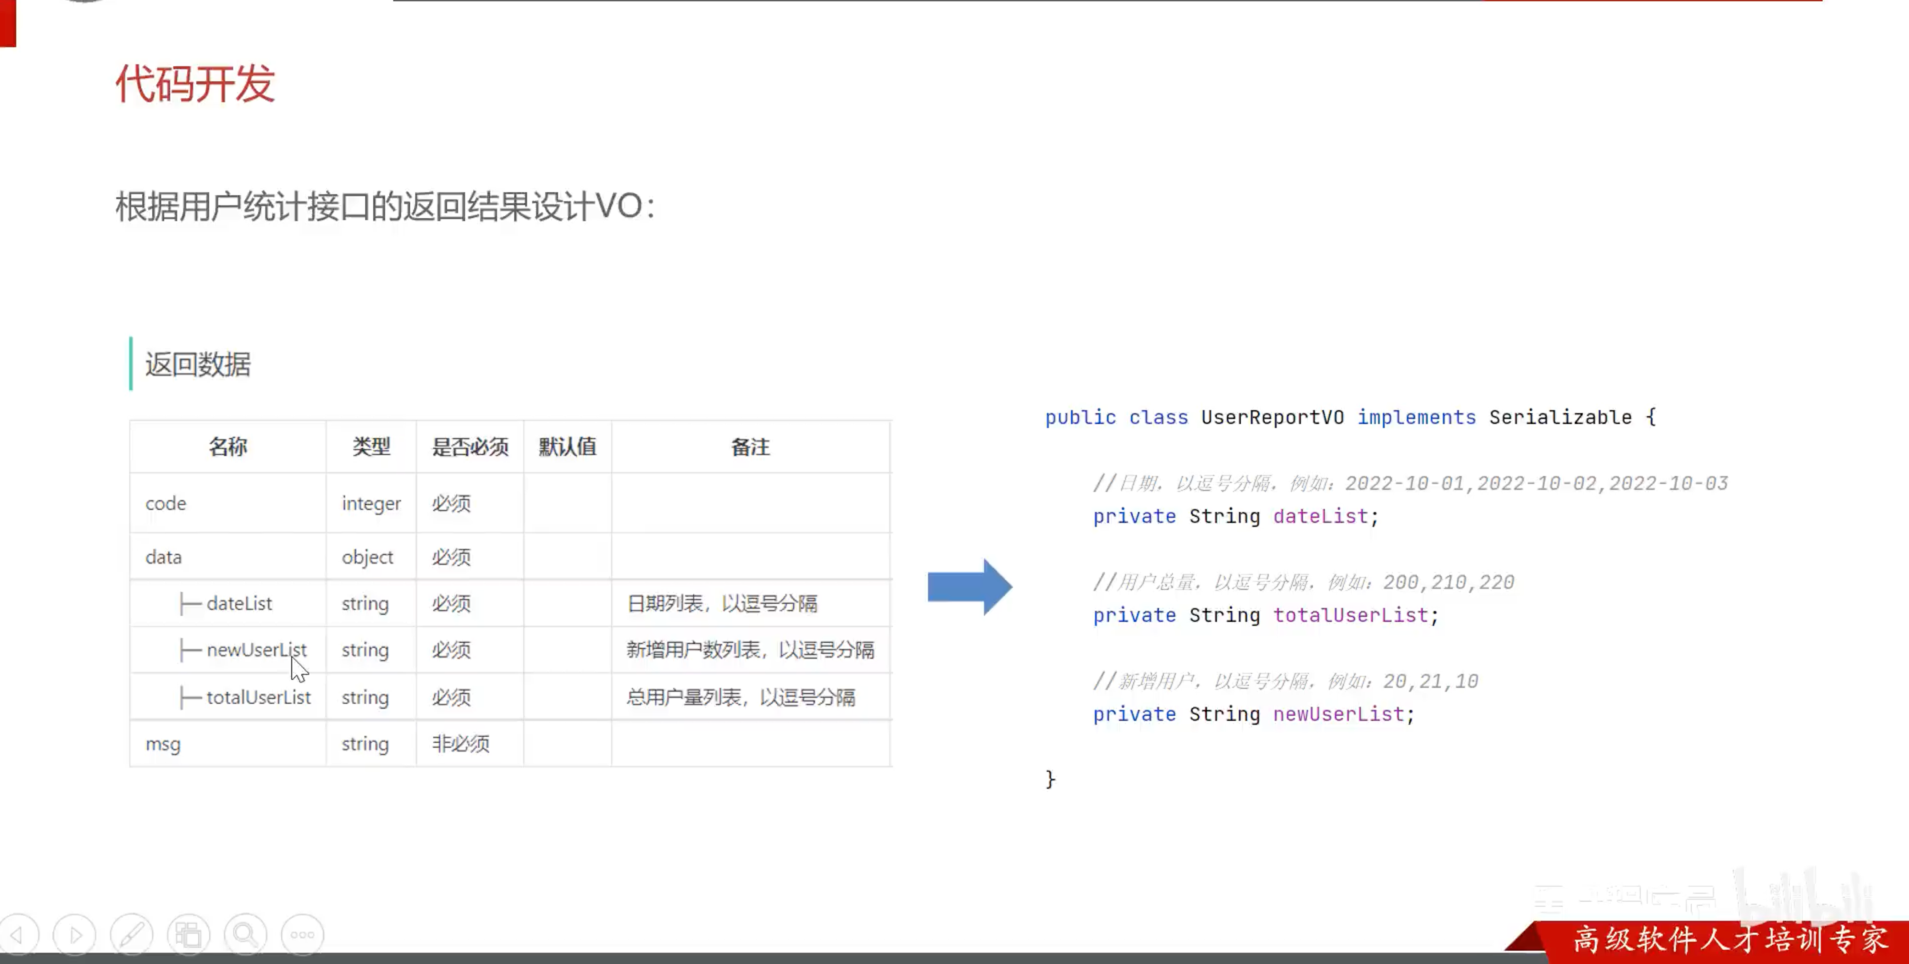 代码开发
根据用户统计接口的返回结果设计VO：
返回数据
名称 类型 是否必须 默认值 备注
code integer 必须
data object 必须
├─ dateList string 必须 日期列表，以逗号分隔
├─ newUserList string 必须 新增用户数列表，以逗号分隔
├─ totalUserList string 必须 总用户量列表，以逗号分隔
msg string 非必须
public class UserReportVO implements Serializable {
//日期，以逗号分隔，例如：2022-10-01,2022-10-02,2022-10-03
private String dateList;
//用户总量，以逗号分隔，例如：200,210,220
private String totalUserList;
//新增用户，以逗号分隔，例如：20,21,10
private String newUserList;
}
bilibili
高级软件人才培训专家